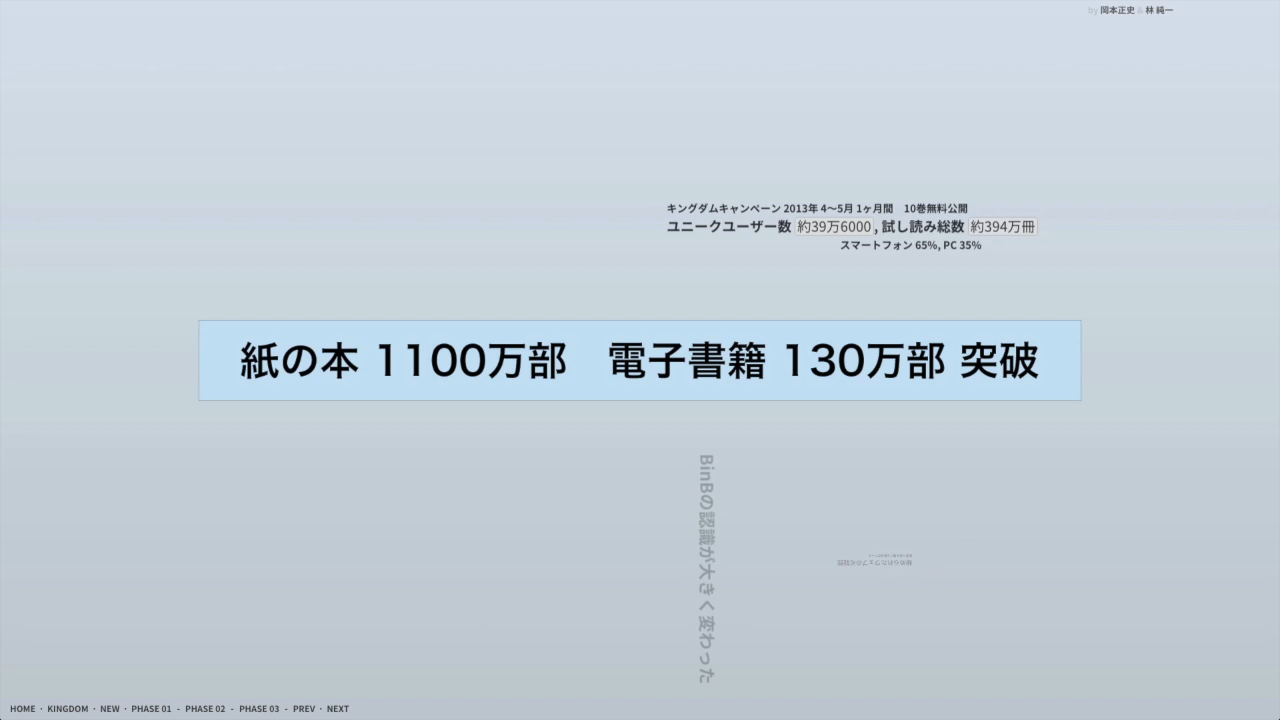 by 岡本正史 & 林 純一
キングダムキャンペーン 2013年 4〜5月 1ヶ月間　10巻無料公開
ユニークユーザー数 約39万6000, 試し読み総数 約394万冊
スマートフォン 65%, PC 35%
紙の本 1100万部　電子書籍 130万部 突破
BinBの認識が大きく変わった
HOME · KINGDOM · NEW · PHASE 01 - PHASE 02 - PHASE 03 - PREV · NEXT